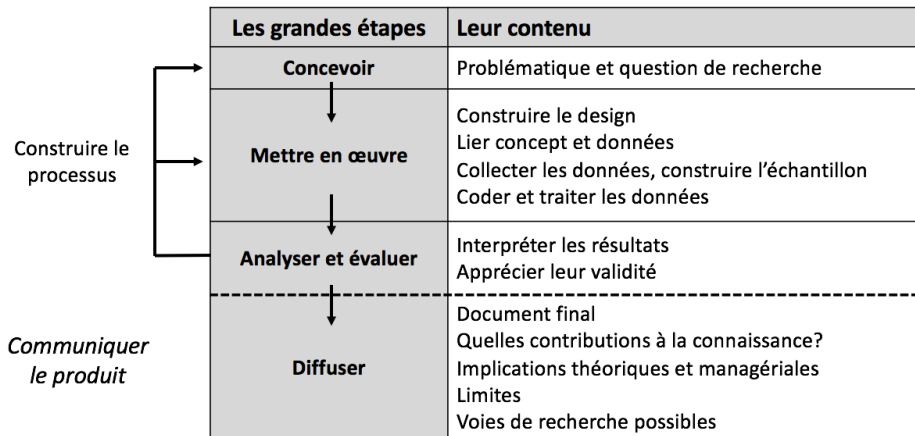 Les grandes étapes
Leur contenu
Concevoir
Problématique et question de recherche
Construire le
processus
Mettre en œuvre
Construire le design
Lier concept et données
Collecter les données, construire l'échantillon
Coder et traiter les données
Analyser et évaluer
Interpréter les résultats
Apprécier leur validité
Communiquer
le produit
Diffuser
Document final
Quelles contributions à la connaissance?
Implications théoriques et managériales
Limites
Voies de recherche possibles